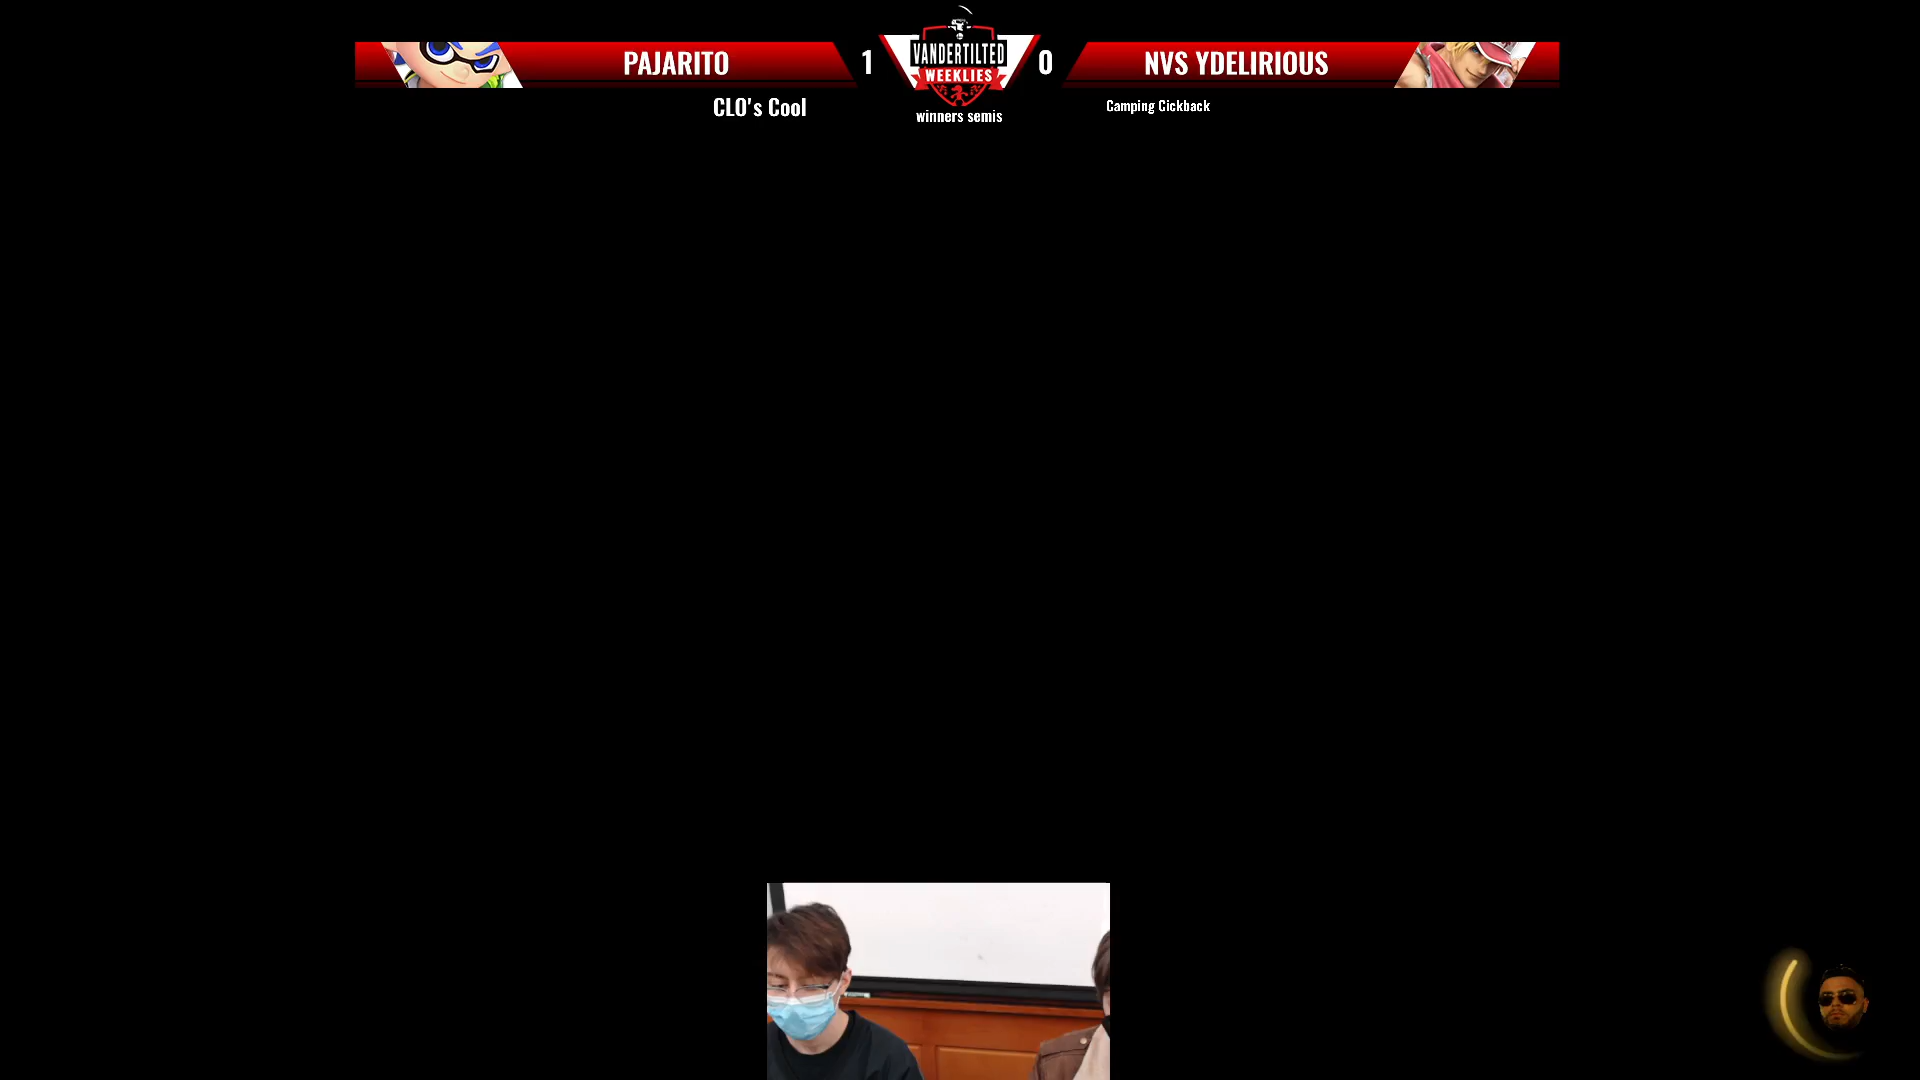 PAJARITO
1
VANDERTILTED
WEEKLIES
0
NVS YDELIRIOUS
CLO's Cool
winners semis
Camping Cickback